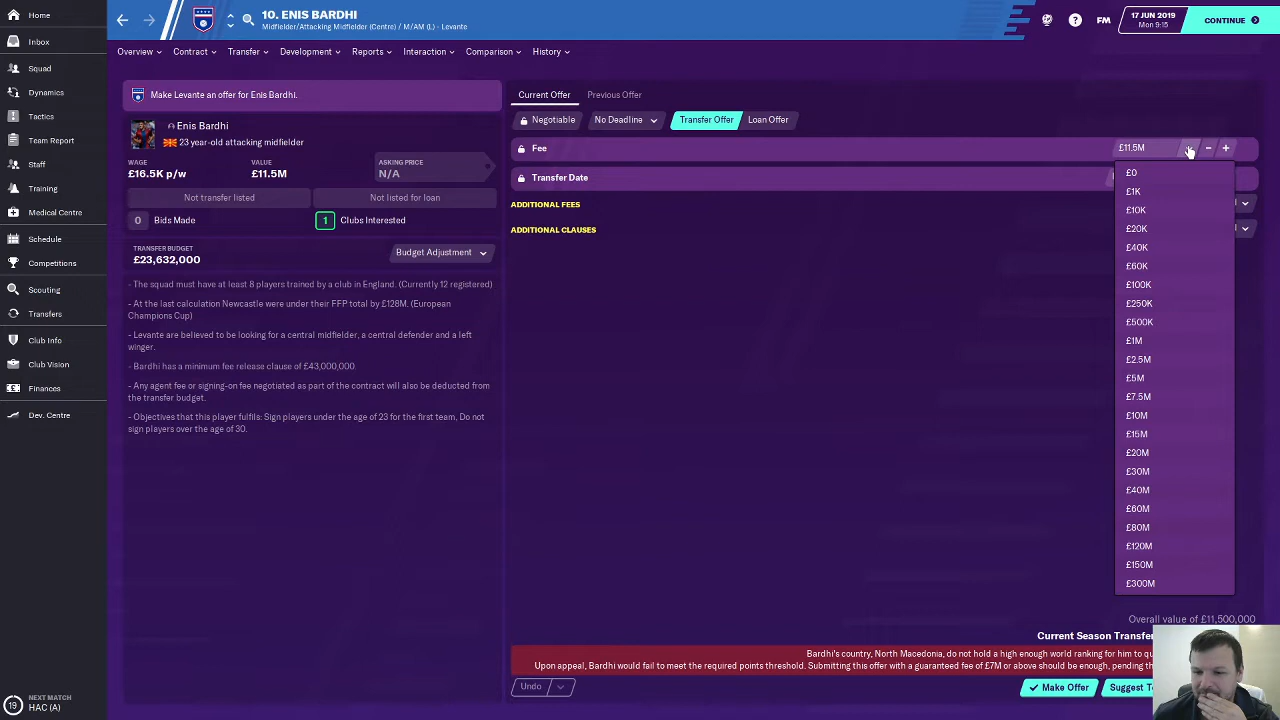 10. ENIS BARDHI
Midfielder/Attacking Midfielder (Centre) / M/AM (L) - Levante
FM
17 JUN 2019
Mon 9:15
CONTINUE
Home
Inbox
Squad
Dynamics
Tactics
Team Report
Staff
Training
Medical Centre
Schedule
Competitions
Scouting
Transfers
Club Info
Club Vision
Finances
Dev. Centre
19
NEXT MATCH
HAC (A)
Overview
Contract
Transfer
Development
Reports
Interaction
Comparison
History
Make Levante an offer for Enis Bardhi.
Enis Bardhi
23 year-old attacking midfielder
WAGE
£16.5K p/w
VALUE
£11.5M
ASKING PRICE
N/A
Not transfer listed
Not listed for loan
0 Bids Made
1 Clubs Interested
TRANSFER BUDGET
£23,632,000
Budget Adjustment
- The squad must have at least 8 players trained by a club in England. (Currently 12 registered)
- At the last calculation Newcastle were under their FFP total by £128M. (European
Champions Cup)
- Levante are believed to be looking for a central midfielder, a central defender and a left
winger.
- Bardhi has a minimum fee release clause of £43,000,000.
- Any agent fee or signing-on fee negotiated as part of the contract will also be deducted from
the transfer budget.
- Objectives that this player fulfils: Sign players under the age of 23 for the first team, Do not
sign players over the age of 30.
Current Offer
Previous Offer
Negotiable
No Deadline
Transfer Offer
Loan Offer
Fee
£11.5M
- +
Transfer Date
ADDITIONAL FEES
ADDITIONAL CLAUSES
£0
£1K
£10K
£20K
£40K
£60K
£100K
£250K
£500K
£1M
£2.5M
£5M
£7.5M
£10M
£15M
£20M
£30M
£40M
£60M
£80M
£120M
£150M
£300M
Overall value of £11,500,000
Current Season Transfer
Bardhi's country, North Macedonia, do not hold a high enough world ranking for him to
Upon appeal, Bardhi would fail to meet the required points threshold. Submitting this offer with a guaranteed fee of £7M or above should be enough, pending
Undo
Make Offer
Suggest